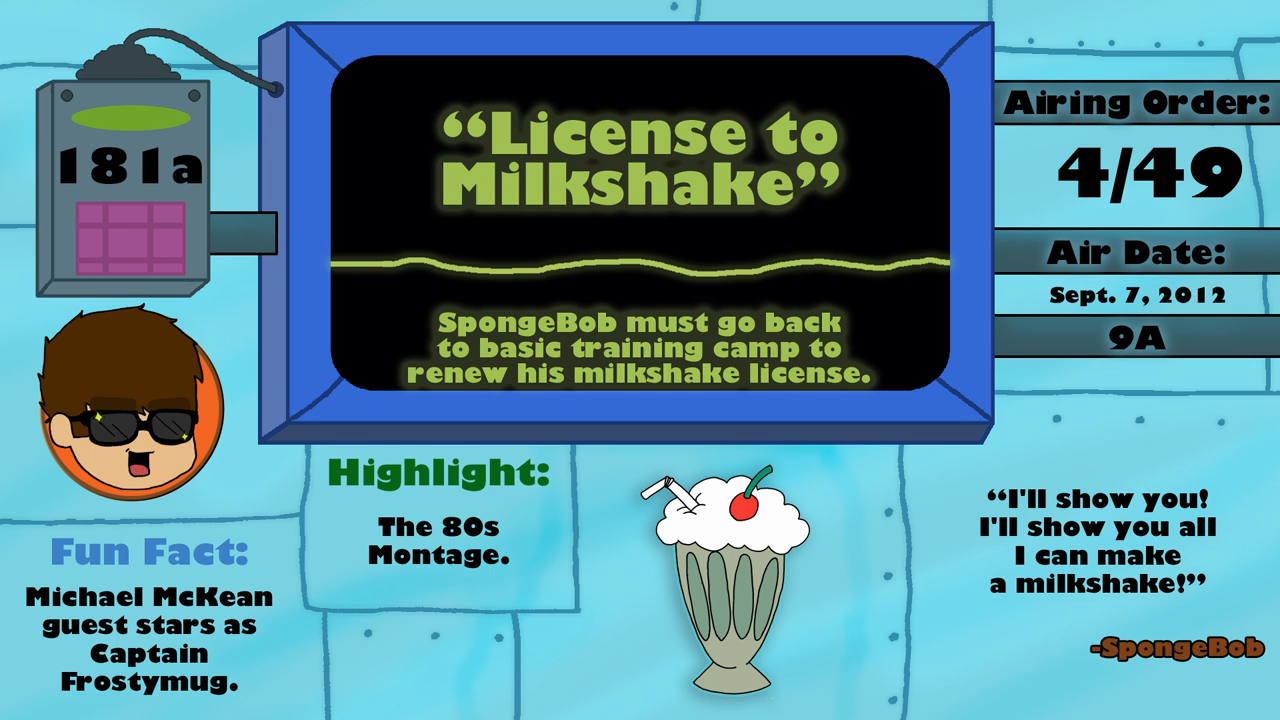 181a
“License to
Milkshake”
SpongeBob must go back
to basic training camp to
renew his milkshake license.
Airing Order:
4/49
Air Date:
Sept. 7, 2012
9A
Fun Fact:
Michael McKean
guest stars as
Captain
Frostymug.
Highlight:
The 80s
Montage.
“I'll show you!
I'll show you all
I can make
a milkshake!”
-SpongeBob